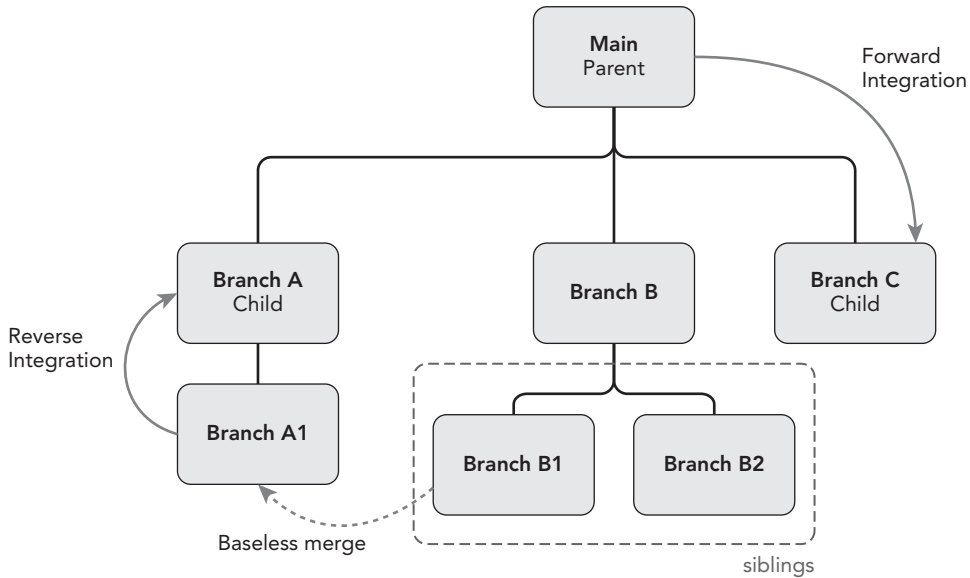 Main
Parent
Forward
Integration
Branch A
Child
Branch B
Branch C
Child
Reverse
Integration
Branch A1
Branch B1
Branch B2
Baseless merge
siblings